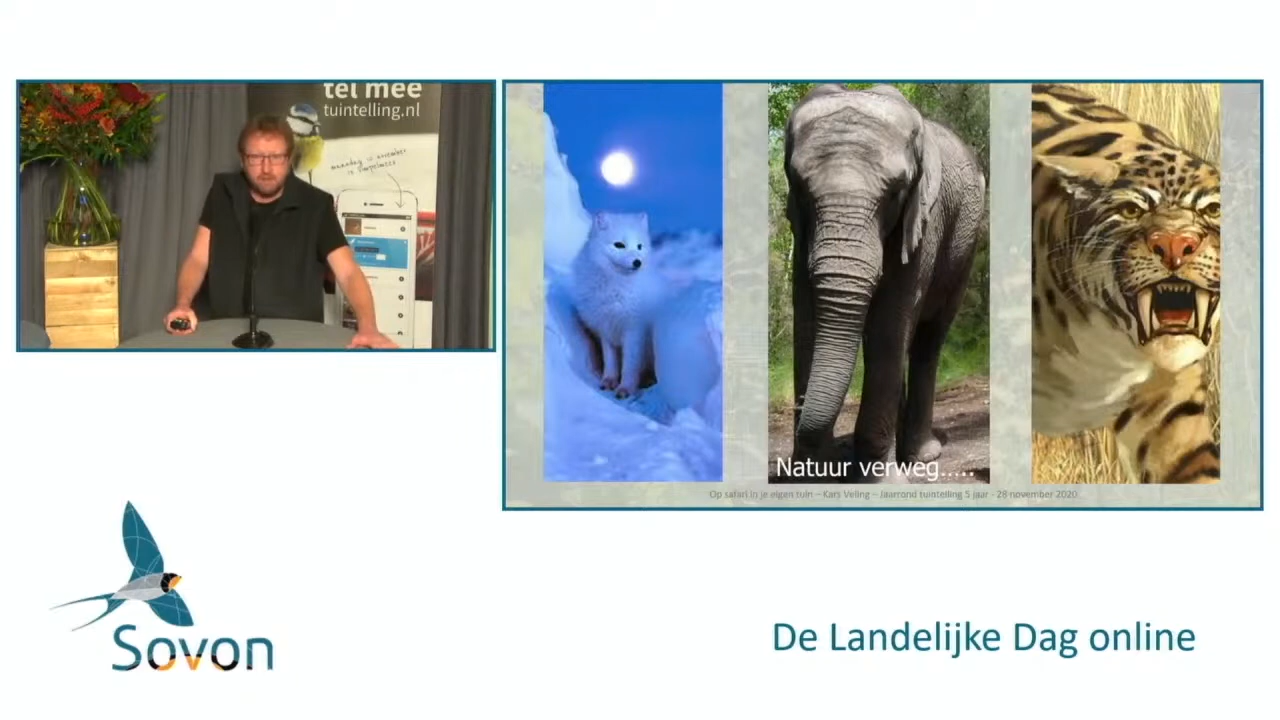 tel mee
tuintelling.nl
Natuur verweg.....
Op safari in je eigen tuin – Kars Veling – Jaarrond tuintelling 5 jaar - 28 november 2020
Sovon
De Landelijke Dag online